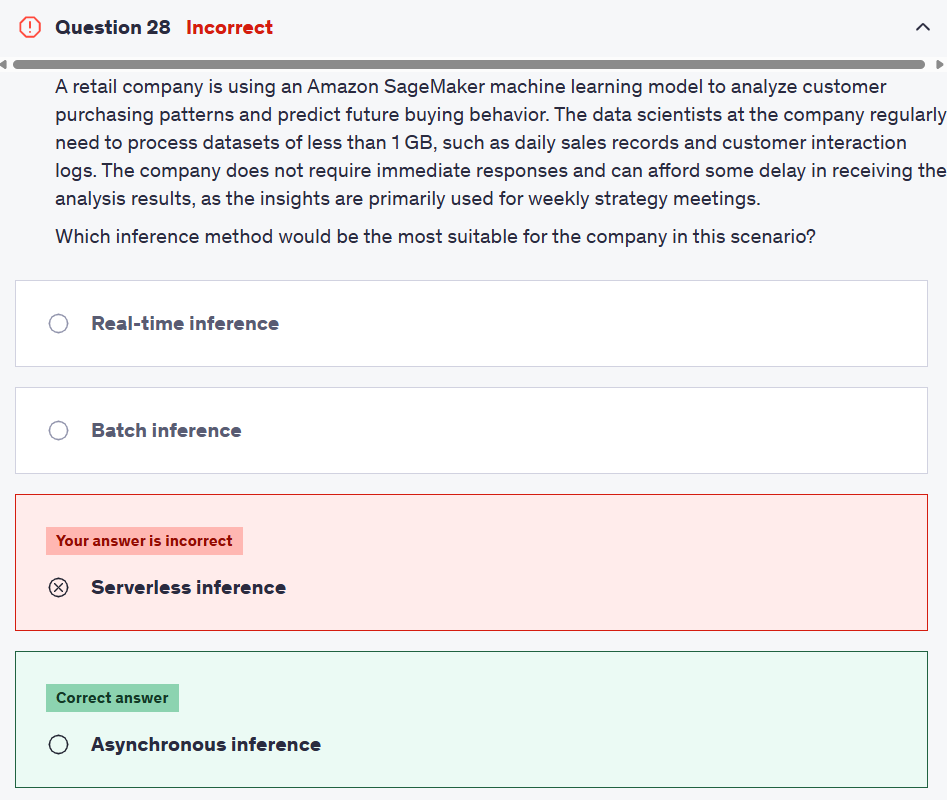 Question 28 Incorrect
A retail company is using an Amazon SageMaker machine learning model to analyze customer
purchasing patterns and predict future buying behavior. The data scientists at the company regularly
need to process datasets of less than 1 GB, such as daily sales records and customer interaction
logs. The company does not require immediate responses and can afford some delay in receiving the
analysis results, as the insights are primarily used for weekly strategy meetings.
Which inference method would be the most suitable for the company in this scenario?
Real-time inference
Batch inference
Your answer is incorrect
Serverless inference
Correct answer
Asynchronous inference